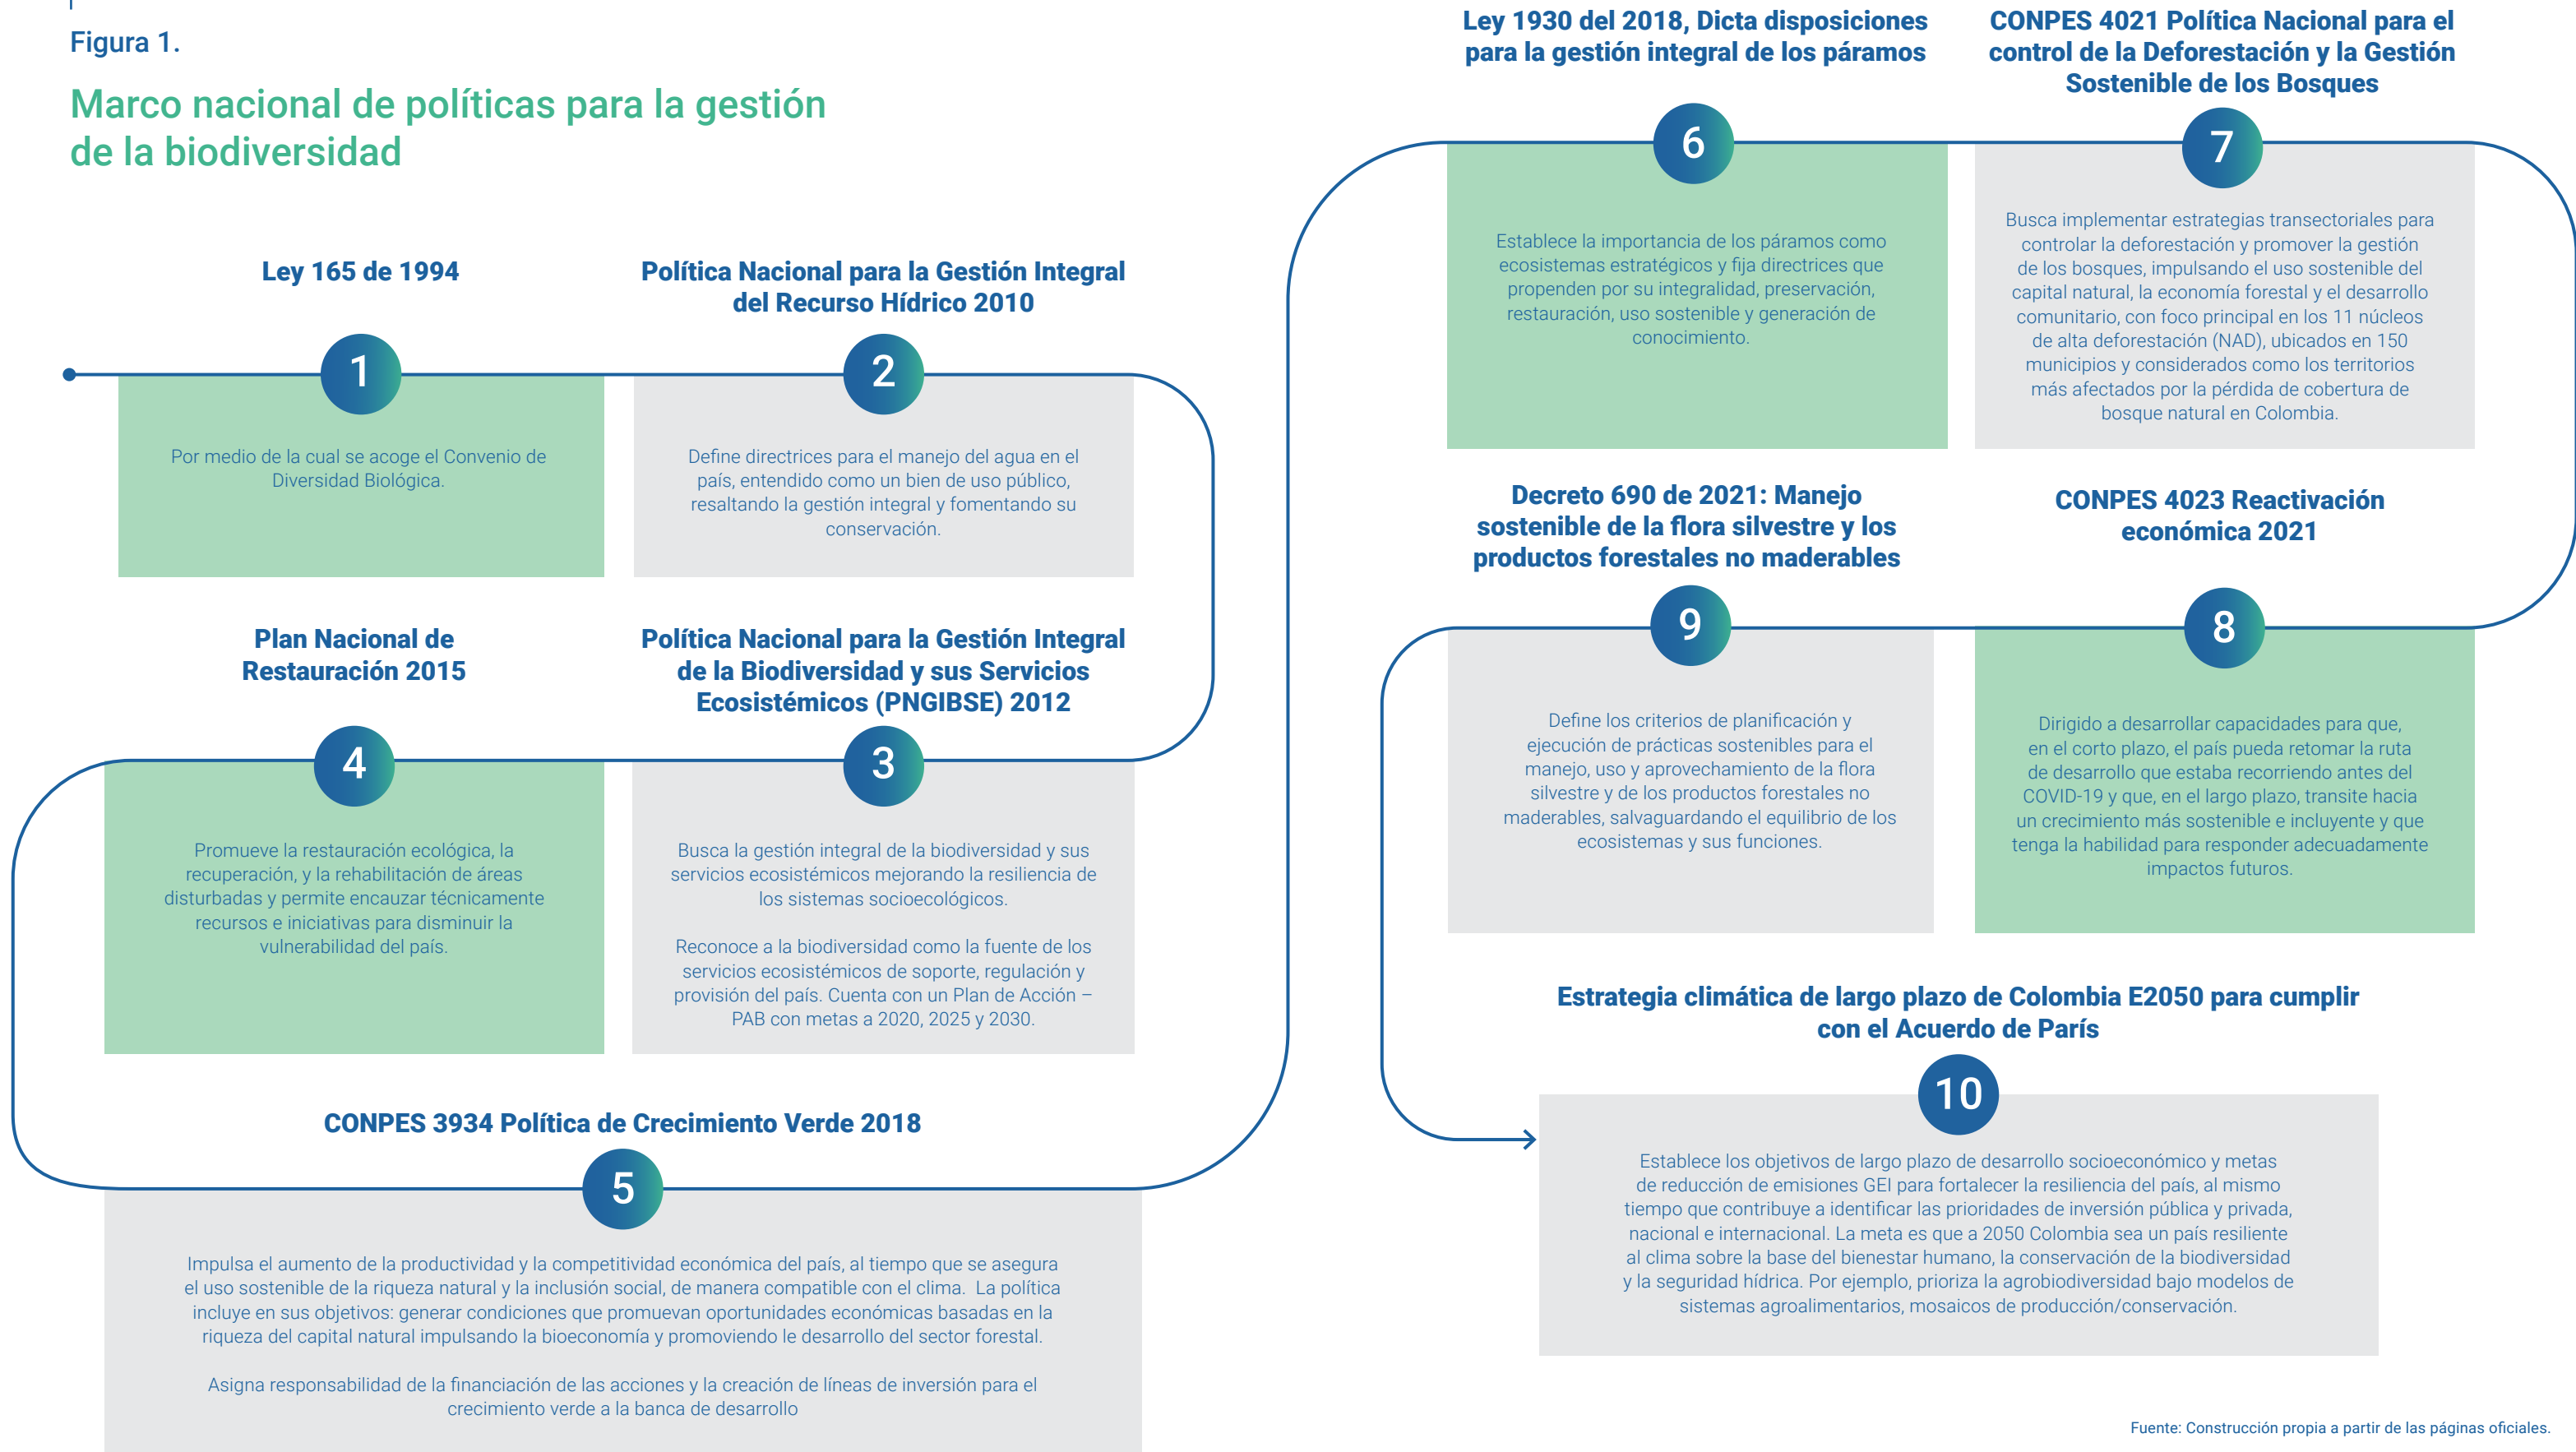 Figura 1.
Marco nacional de políticas para la gestión
de la biodiversidad
Ley 165 de 1994
1
Por medio de la cual se acoge el Convenio de
Diversidad Biológica.
Política Nacional para la Gestión Integral
del Recurso Hídrico 2010
2
Define directrices para el manejo del agua en el
país, entendido como un bien de uso público,
resaltando la gestión integral y fomentando su
conservación.
Política Nacional para la Gestión Integral
de la Biodiversidad y sus Servicios
Ecosistémicos (PNGIBSE) 2012
3
Busca la gestión integral de la biodiversidad y sus
servicios ecosistémicos mejorando la resiliencia de
los sistemas socioecológicos.
Reconoce a la biodiversidad como la fuente de los
servicios ecosistémicos de soporte, regulación y
provisión del país. Cuenta con un Plan de Acción –
PAB con metas a 2020, 2025 y 2030.
Plan Nacional de
Restauración 2015
4
Promueve la restauración ecológica, la
recuperación, y la rehabilitación de áreas
disturbadas y permite encauzar técnicamente
recursos e iniciativas para disminuir la
vulnerabilidad del país.
CONPES 3934 Política de Crecimiento Verde 2018
5
Impulsa el aumento de la productividad y la competitividad económica del país, al tiempo que se asegura
el uso sostenible de la riqueza natural y la inclusión social, de manera compatible con el clima.  La política
incluye en sus objetivos: generar condiciones que promuevan oportunidades económicas basadas en la
riqueza del capital natural impulsando la bioeconomía y promoviendo le desarrollo del sector forestal.
Asigna responsabilidad de la financiación de las acciones y la creación de líneas de inversión para el
crecimiento verde a la banca de desarrollo
Ley 1930 del 2018, Dicta disposiciones
para la gestión integral de los páramos
6
Establece la importancia de los páramos como
ecosistemas estratégicos y fija directrices que
propenden por su integralidad, preservación,
restauración, uso sostenible y generación de
conocimiento.
CONPES 4021 Política Nacional para el
control de la Deforestación y la Gestión
Sostenible de los Bosques
7
Busca implementar estrategias transectoriales para
controlar la deforestación y promover la gestión
de los bosques, impulsando el uso sostenible del
capital natural, la economía forestal y el desarrollo
comunitario, con foco principal en los 11 núcleos
de alta deforestación (NAD), ubicados en 150
municipios y considerados como los territorios
más afectados por la pérdida de cobertura de
bosque natural en Colombia.
CONPES 4023 Reactivación
económica 2021
8
Dirigido a desarrollar capacidades para que,
en el corto plazo, el país pueda retomar la ruta
de desarrollo que estaba recorriendo antes del
COVID-19 y que, en el largo plazo, transite hacia
un crecimiento más sostenible e incluyente y que
tenga la habilidad para responder adecuadamente
impactos futuros.
Decreto 690 de 2021: Manejo
sostenible de la flora silvestre y los
productos forestales no maderables
9
Define los criterios de planificación y
ejecución de prácticas sostenibles para el
manejo, uso y aprovechamiento de la flora
silvestre y de los productos forestales no
maderables, salvaguardando el equilibrio de los
ecosistemas y sus funciones.
Estrategia climática de largo plazo de Colombia E2050 para cumplir
con el Acuerdo de París
10
Establece los objetivos de largo plazo de desarrollo socioeconómico y metas
de reducción de emisiones GEI para fortalecer la resiliencia del país, al mismo
tiempo que contribuye a identificar las prioridades de inversión pública y privada,
nacional e internacional. La meta es que a 2050 Colombia sea un país resiliente
al clima sobre la base del bienestar humano, la conservación de la biodiversidad
y la seguridad hídrica. Por ejemplo, prioriza la agrobiodiversidad bajo modelos de
sistemas agroalimentarios, mosaicos de producción/conservación.
Fuente: Construcción propia a partir de las páginas oficiales.